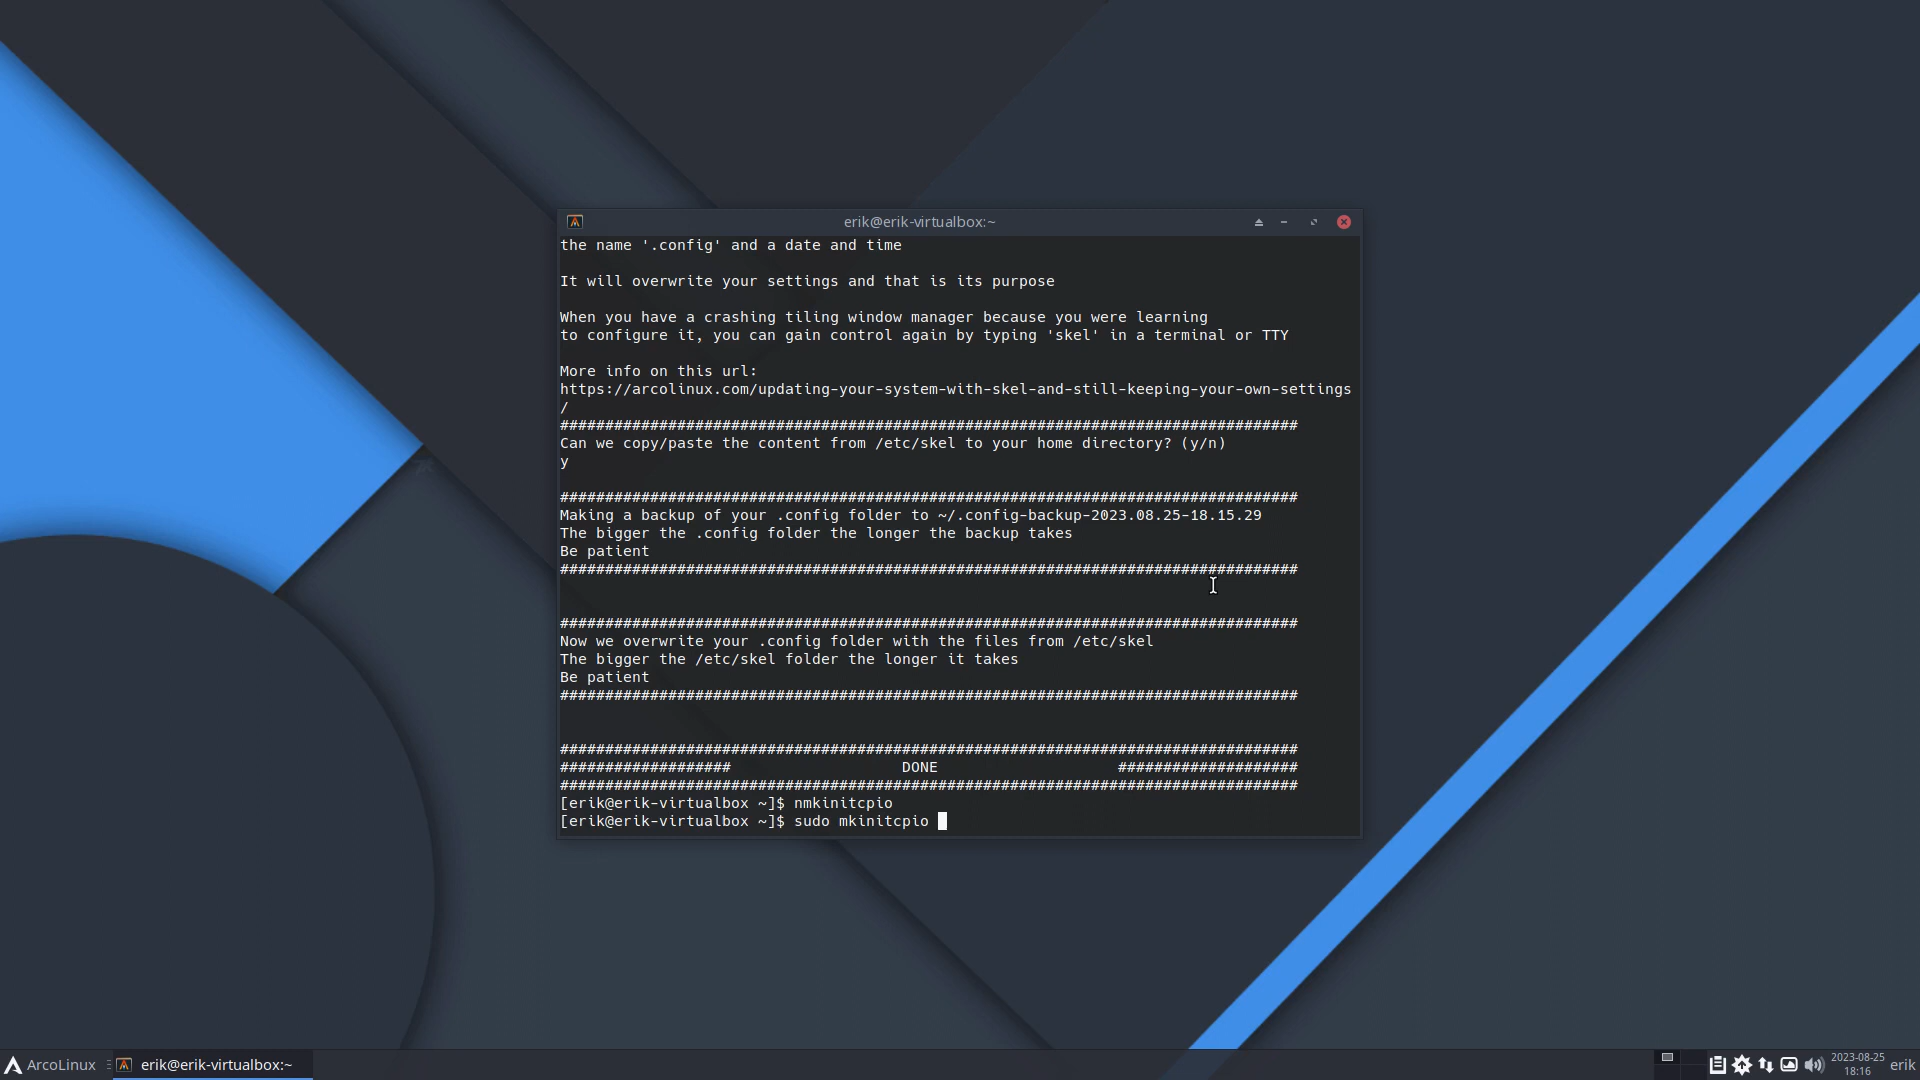 erik@erik-virtualbox:~
the name '.config' and a date and time
It will overwrite your settings and that is its purpose
When you have a crashing tiling window manager because you were learning
to configure it, you can gain control again by typing 'skel' in a terminal or TTY
More info on this url:
https://arcolinux.com/updating-your-system-with-skel-and-still-keeping-your-own-settings
/
##################################################################################
Can we copy/paste the content from /etc/skel to your home directory? (y/n)
y
##################################################################################
Making a backup of your .config folder to ~/.config-backup-2023.08.25-18.15.29
The bigger the .config folder the longer the backup takes
Be patient
##################################################################################
##################################################################################
Now we overwrite your .config folder with the files from /etc/skel
The bigger the /etc/skel folder the longer it takes
Be patient
##################################################################################
##################################################################################
################### DONE ####################
##################################################################################
[erik@erik-virtualbox ~]$ nmkinitcpio
[erik@erik-virtualbox ~]$ sudo mkinitcpio
ArcoLinux
erik@erik-virtualbox:~
2023-08-25
18:16
erik